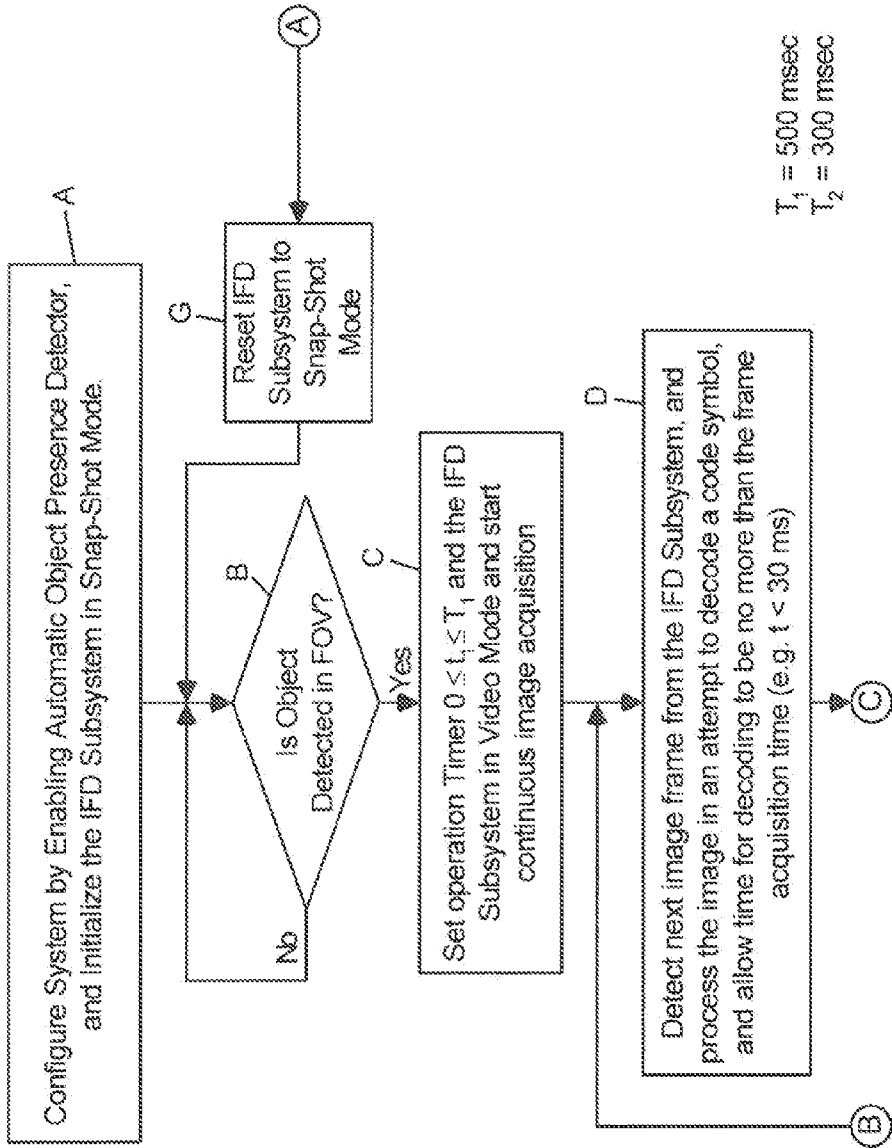 Configure System by Enabling Automatic Object Presence Detector,
and Initialize the IFD Subsystem in Snap-Shot Mode.
A
G
Reset IFD
Subsystem to
Snap-Shot
Mode
A
B
Is Object
Detected in FOV?
No
Yes
C
Set operation Timer 0 ≤ tᵢ ≤ T₁ and the IFD
Subsystem in Video Mode and start
continuous image acquisition
D
Detect next image frame from the IFD Subsystem, and
process the image in an attempt to decode a code symbol,
and allow time for decoding to be no more than the frame
acquisition time (e.g. t < 30 ms)
B
C
T₁ = 500 msec
T₂ = 300 msec